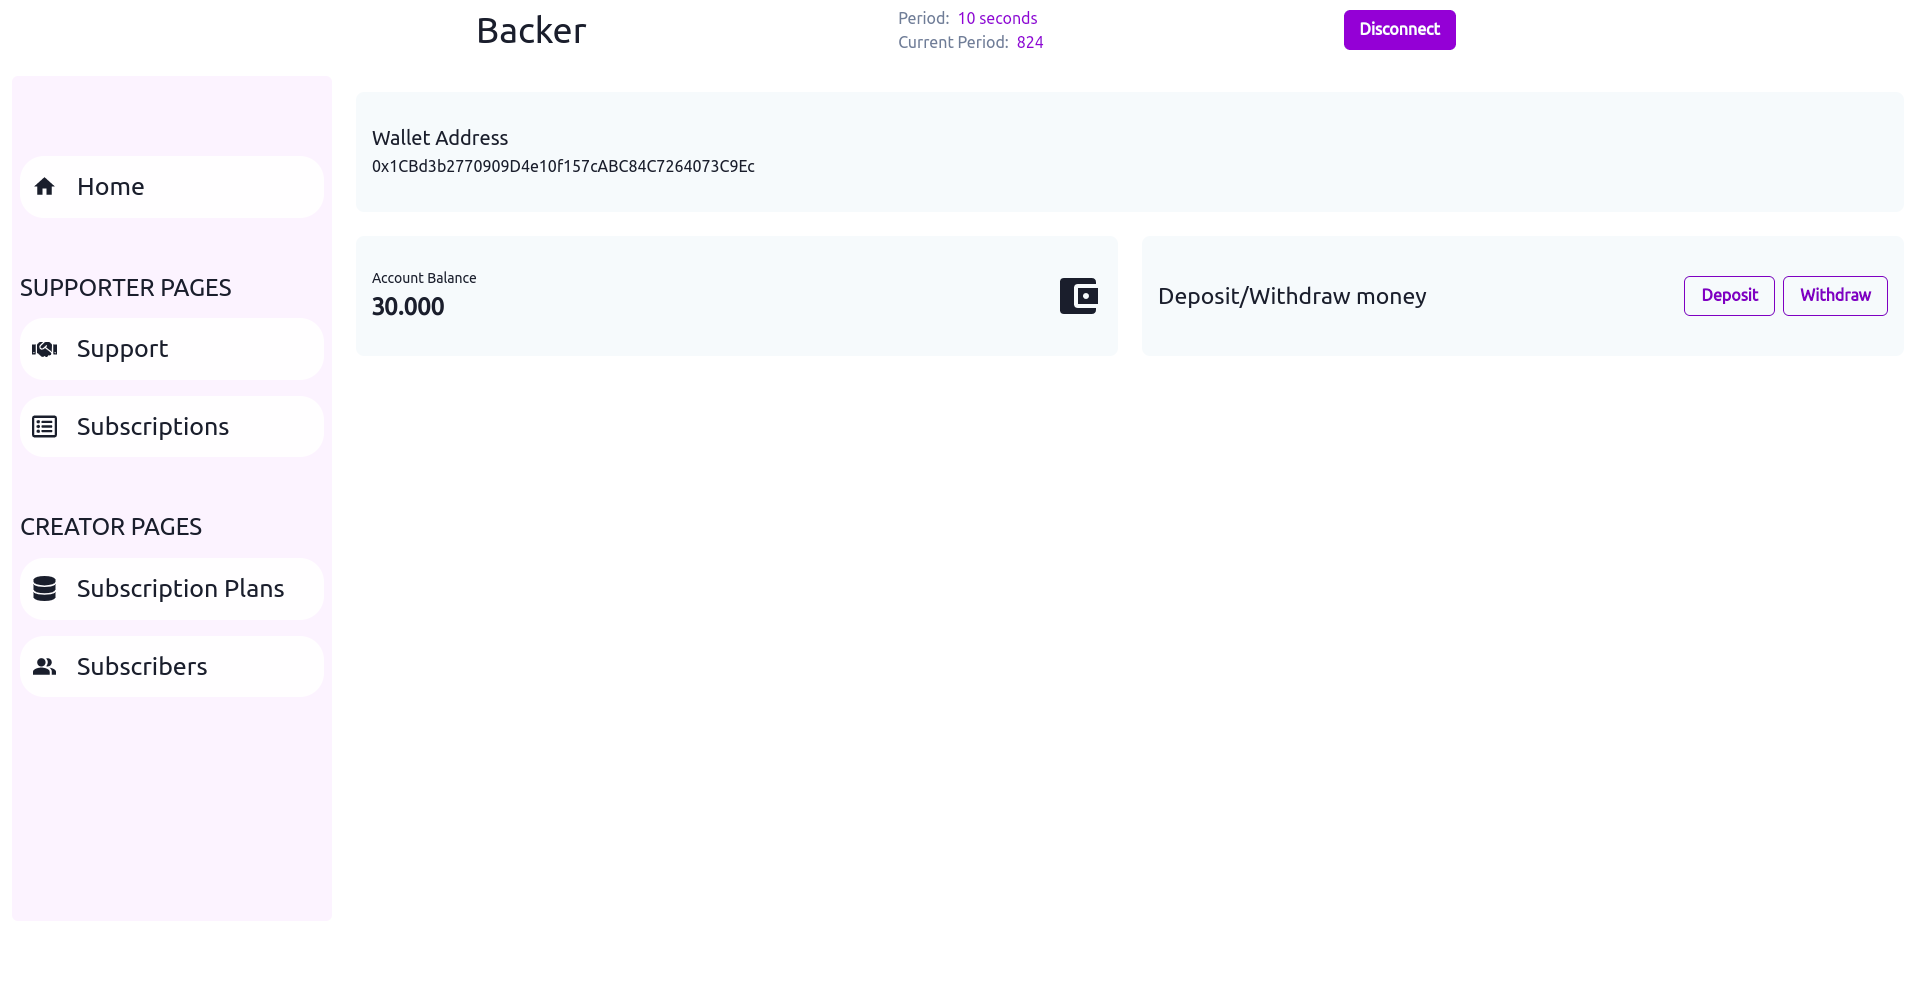 Backer
Period: 10 seconds
Current Period: 824
Disconnect
Home
SUPPORTER PAGES
Support
Subscriptions
CREATOR PAGES
Subscription Plans
Subscribers
Wallet Address
0x1CBd3b2770909D4e10f157cABC84C7264073C9Ec
Account Balance
30.000
Deposit/Withdraw money
Deposit
Withdraw